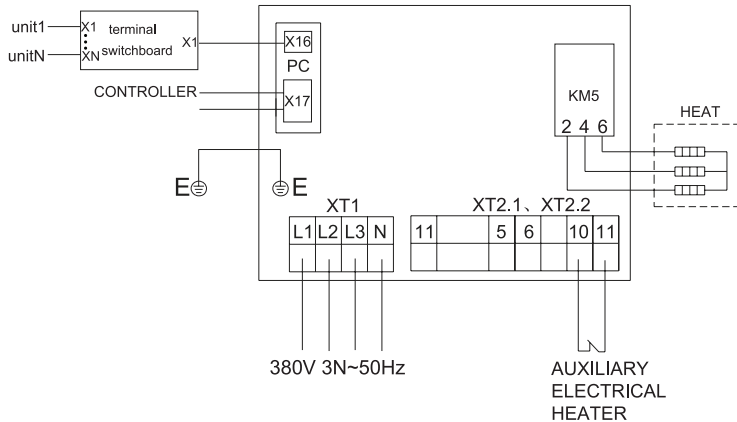 unit1
X1
terminal
switchboard
X1
unitN
XN
X16
PC
CONTROLLER
X17
KM5
2 4 6
HEAT
E
E
XT1
L1 L2 L3 N
XT2.1、XT2.2
11 5 6 10 11
380V 3N~50Hz
AUXILIARY
ELECTRICAL
HEATER